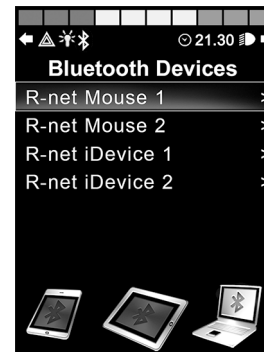 21.30
Bluetooth Devices
R-net Mouse 1 >
R-net Mouse 2 >
R-net iDevice 1 >
R-net iDevice 2 >